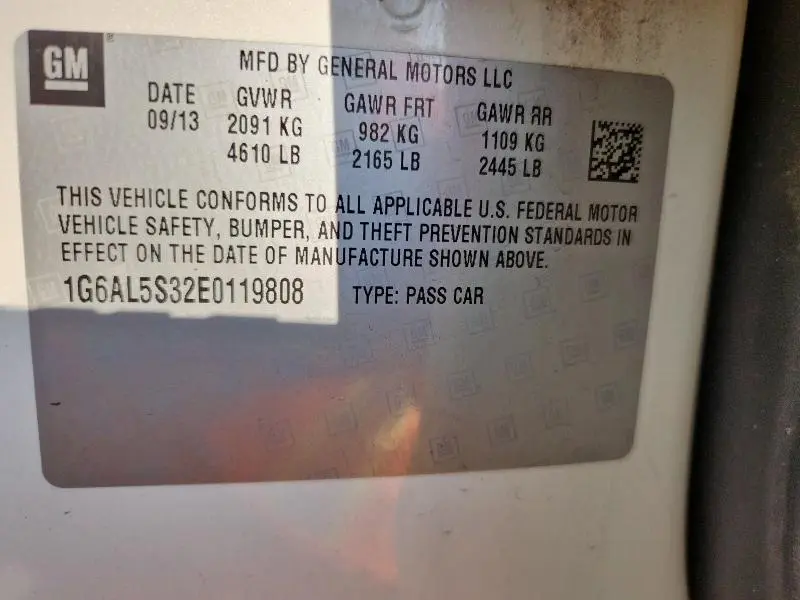 GM
MFD BY GENERAL MOTORS LLC
DATE GVWR GAWR FRT GAWR RR
09/13 2091 KG 982 KG 1109 KG
4610 LB 2165 LB 2445 LB
THIS VEHICLE CONFORMS TO ALL APPLICABLE U.S. FEDERAL MOTOR
VEHICLE SAFETY, BUMPER, AND THEFT PREVENTION STANDARDS IN
EFFECT ON THE DATE OF MANUFACTURE SHOWN ABOVE.
1G6AL5S32E0119808 TYPE: PASS CAR